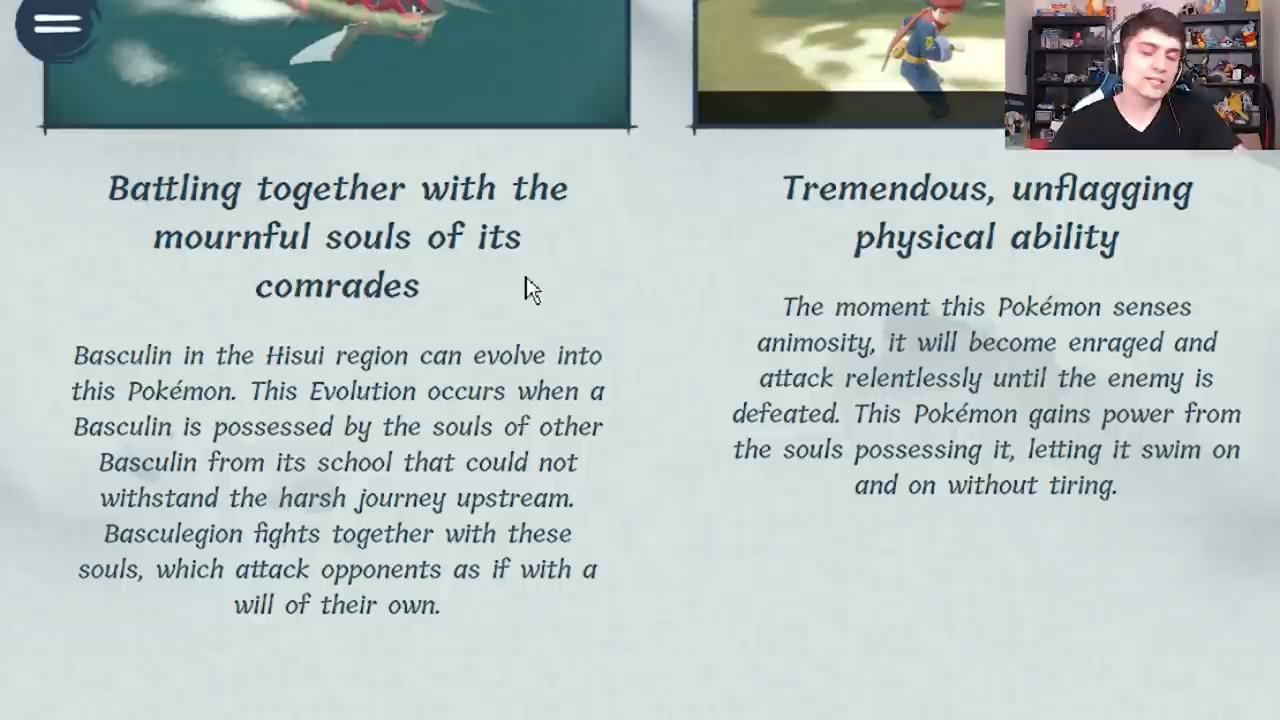 Battling together with the
mournful souls of its
comrades
Basculin in the Hisui region can evolve into
this Pokémon. This Evolution occurs when a
Basculin is possessed by the souls of other
Basculin from its school that could not
withstand the harsh journey upstream.
Basculegion fights together with these
souls, which attack opponents as if with a
will of their own.
Tremendous, unflagging
physical ability
The moment this Pokémon senses
animosity, it will become enraged and
attack relentlessly until the enemy is
defeated. This Pokémon gains power from
the souls possessing it, letting it swim on
and on without tiring.